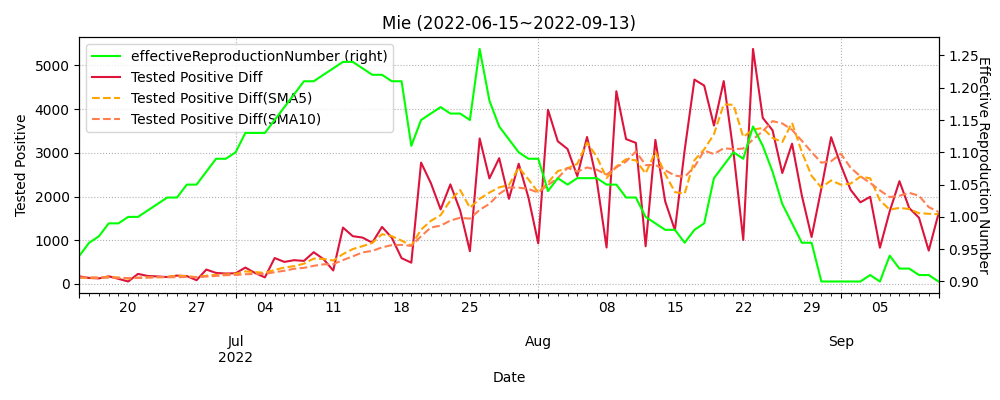 Mie (2022-06-15~2022-09-13)
effectiveReproductionNumber (right)
Tested Positive Diff
Tested Positive Diff(SMA5)
Tested Positive Diff(SMA10)
Tested Positive
5000
4000
3000
2000
1000
0
1.25
1.20
1.15
1.10
1.05
1.00
0.95
0.90
Effective Reproduction Number
20 27 04 11 18 25 08 15 22 29 05
Jul Aug Sep
2022
Date